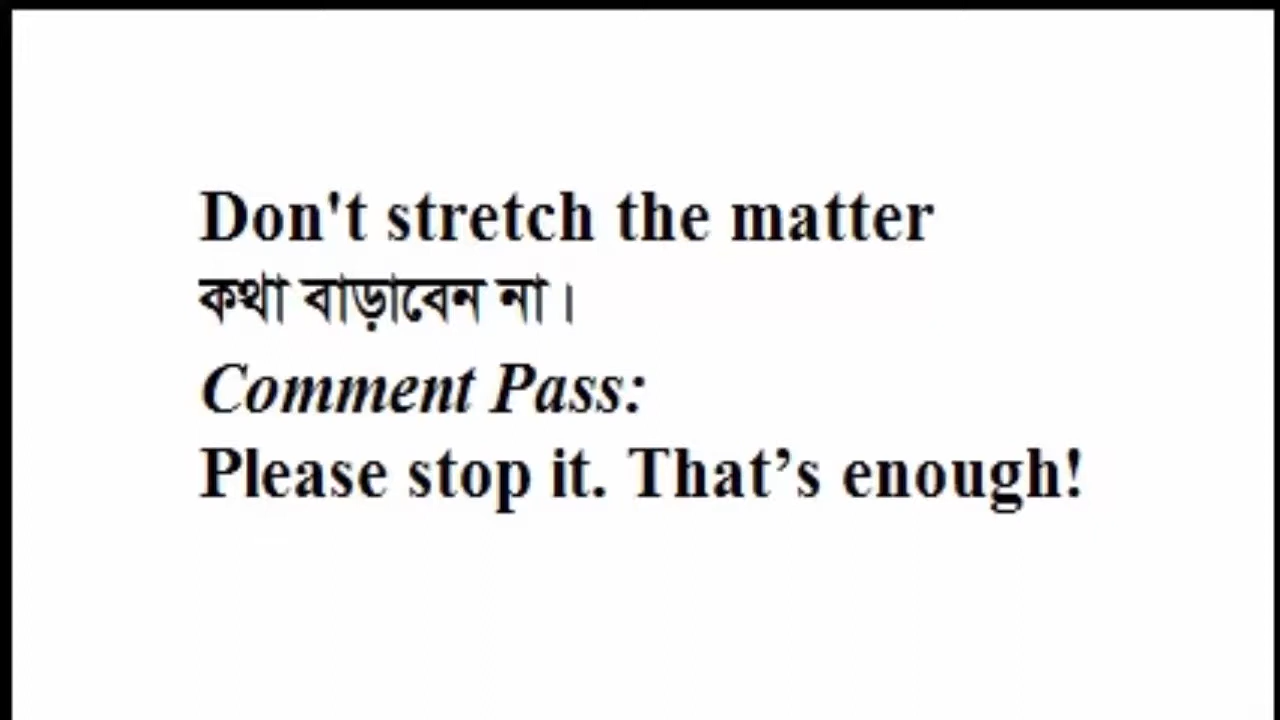 Don't stretch the matter
কথা বাড়াবেন না।
Comment Pass:
Please stop it. That’s enough!